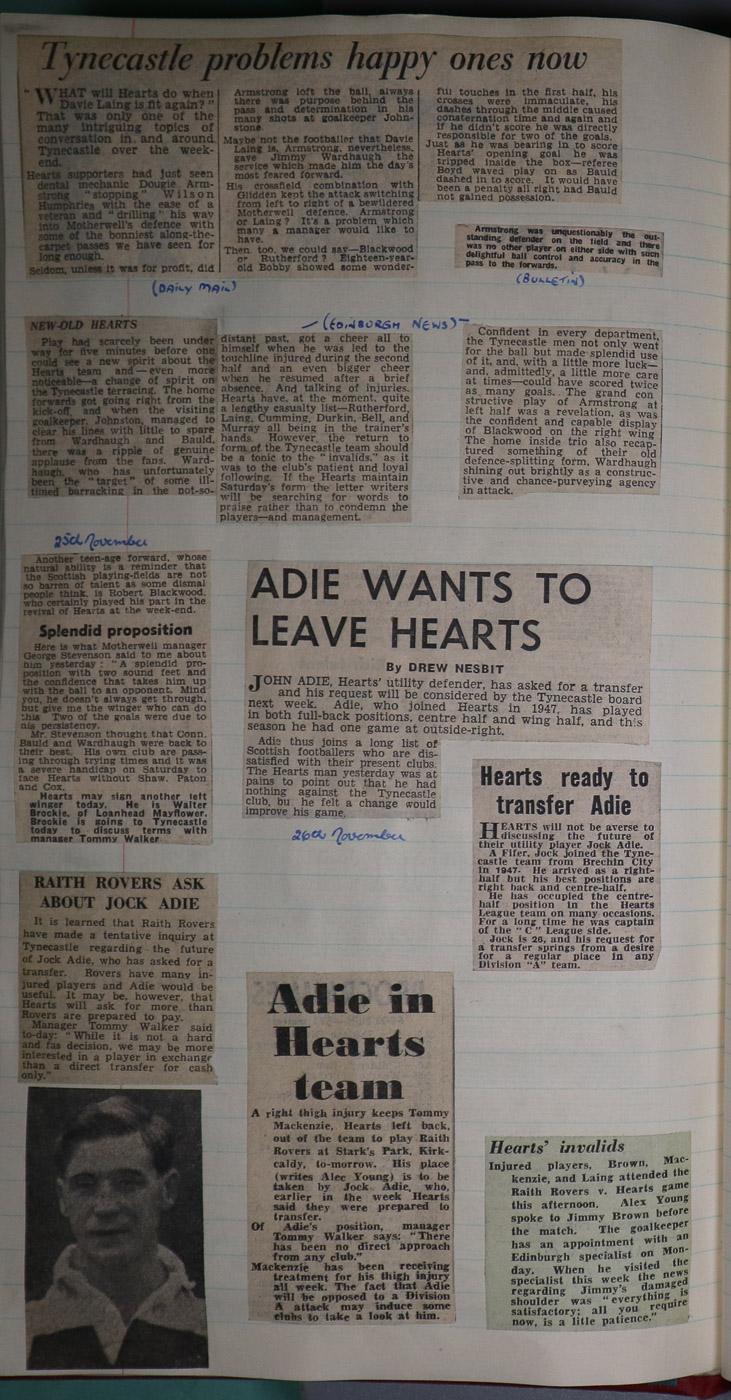 Tynecastle problems happy ones now
"WHAT will Hearts do when
Davie Laing is fit again?"
That was only one of the
many intriguing topics of
conversation in and around
Tynecastle over the week-
end.
Hearts supporters had just seen
dental mechanic Dougie Arm-
strong "stopping" Wilson
Humphries with the ease of a
veteran and "drilling" his way
into Motherwell's defence with
some of the bonniest along-the-
carpet passes we have seen for
long enough.
Seldom, unless it was for profit, did
Armstrong loft the ball, always
there was purpose behind the
pass and determination in his
many shots at goalkeeper John-
stone.
Maybe not the footballer that Davie
Laing is, Armstrong, nevertheless,
gave Jimmy Wardhaugh the
service which made him the day's
most feared forward.
His crossfield combination with
Glidden kept the attack switching
from left to right of a bewildered
Motherwell defence. Armstrong
or Laing? It's a problem which
many a manager would like to
have.
Then, too, we could say—Blackwood
or Rutherford? Eighteen-year-
old Bobby showed some wonder-
ful touches in the first half, his
crosses were immaculate, his
dashes through the middle caused
consternation time and again and
if he didn't score he was directly
responsible for two of the goals.
Just as he was bearing in to score
Hearts' opening goal he was
tripped inside the box—referee
Boyd waved play on as Bauld
dashed in to score. It would have
been a penalty all right had Bauld
not gained possession.
(DAILY MAIL)
Armstrong was unquestionably the out-
standing defender on the field and there
was no other player on either side with such
delightful ball control and accuracy in the
pass to the forwards.
(BULLETIN)
(EDINBURGH NEWS)
NEW-OLD HEARTS
Play had scarcely been under
way for five minutes before one
could see a new spirit about the
Hearts team and—even more
noticeable—a change of spirit on
the Tynecastle terracing. The home
forwards got going right from the
kick-off, and when the visiting
goalkeeper, Johnston, managed to
clear his lines with little to spare
from Wardhaugh and Bauld,
there was a ripple of genuine
applause from the fans. Ward-
haugh, who has unfortunately
been the "target" of some ill-
timed barracking in the not-so-
distant past, got a cheer all to
himself when he was led to the
touchline injured during the second
half and an even bigger cheer
when he resumed after a brief
absence. And talking of injuries,
Hearts have, at the moment, quite
a lengthy casualty list—Rutherford,
Laing, Cumming, Durkin, Bell, and
Murray all being in the trainer's
hands. However, the return to
form of the Tynecastle team should
be a tonic to the "invalids," as it
was to the club's patient and loyal
following. If the Hearts maintain
Saturday's form the letter writers
will be searching for words to
praise rather than to condemn the
players—and management.
Confident in every department,
the Tynecastle men not only went
for the ball but made splendid use
of it, and, with a little more luck—
and, admittedly, a little more care
at times—could have scored twice
as many goals. The grand con
structive play of Armstrong at
left half was a revelation, as was
the confident and capable display
of Blackwood on the right wing
The home inside trio also recap-
tured something of their old
defence-splitting form, Wardhaugh
shining out brightly as a construc-
tive and chance-purveying agency
in attack.
25th November
Another teen-age forward, whose
natural ability is a reminder that
the Scottish playing-fields are not
so barren of talent as some dismal
people think, is Robert Blackwood,
who certainly played his part in the
revival of Hearts at the week-end.
Splendid proposition
Here is what Motherwell manager
George Stevenson said to me about
him yesterday: "A splendid pro-
position with two sound feet and
the confidence that takes him up
with the ball to an opponent. Mind
you, he doesn't always get through,
but give me the winger who can do
this Two of the goals were due to
his persistency.
Mr. Stevenson thought that Conn,
Bauld and Wardhaugh were back to
their best. His own club are pass-
ing through trying times and it was
a severe handicap on Saturday to
face Hearts without Shaw, Paton
and Cox.
Hearts may sign another left
winger today. He is Walter
Brockie, of Loanhead Mayflower.
Brockie is going to Tynecastle
today to discuss terms with
manager Tommy Walker
ADIE WANTS TO
LEAVE HEARTS
By DREW NESBIT
JOHN ADIE, Hearts' utility defender, has asked for a transfer
and his request will be considered by the Tynecastle board
next week. Adie, who joined Hearts in 1947, has played
in both full-back positions, centre half and wing half, and this
season he had one game at outside-right.
Adie thus joins a long list of
Scottish footballers who are dis-
satisfied with their present clubs.
The Hearts man yesterday was at
pains to point out that he had
nothing against the Tynecastle
club, bu he felt a change would
improve his game.
26th November
Hearts ready to
transfer Adie
HEARTS will not be averse to
discussing the future of
their utility player Jock Adie.
A Fifer, Jock joined the Tyne-
castle team from Brechin City
in 1947. He arrived as a right-
half but his best positions are
right back and centre-half.
He has occupied the centre-
half position in the Hearts
League team on many occasions.
For a long time he was captain
of the "C" League side.
Jock is 26, and his request for
a transfer springs from a desire
for a regular place in any
Division "A" team.
RAITH ROVERS ASK
ABOUT JOCK ADIE
It is learned that Raith Rovers
have made a tentative inquiry at
Tynecastle regarding the future
of Jock Adie, who has asked for a
transfer. Rovers have many in-
jured players and Adie would be
useful. It may be, however, that
Hearts will ask for more than
Rovers are prepared to pay.
Manager Tommy Walker said
to-day: "While it is not a hard
and fas decision, we may be more
interested in a player in exchange
than a direct transfer for cash
only."
Adie in
Hearts
team
A right thigh injury keeps Tommy
Mackenzie, Hearts left back,
out of the team to play Raith
Rovers at Stark's Park, Kirk-
caldy, to-morrow. His place
(writes Alec Young) is to be
taken by Jock Adie, who,
earlier in the week Hearts
said they were prepared to
transfer.
Of Adie's position, manager
Tommy Walker says: "There
has been no direct approach
from any club."
Mackenzie has been receiving
treatment for his thigh injury
all week. The fact that Adie
will be opposed to a Division
A attack may induce some
clubs to take a look at him.
Hearts' invalids
Injured players, Brown, Mac-
kenzie, and Laing attended the
Raith Rovers v. Hearts game
this afternoon. Alex Young
spoke to Jimmy Brown before
the match. The goalkeeper
has an appointment with an
Edinburgh specialist on Mon-
day. When he visited the
specialist this week the news
regarding Jimmy's damaged
shoulder was "everything is
satisfactory; all you require
now, is a litle patience."